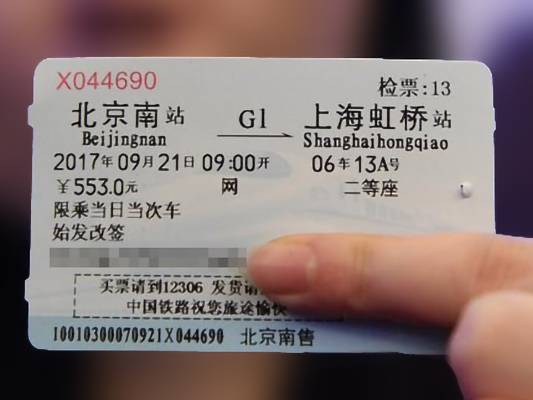 X044690 检票:13
北京南站 G1 上海虹桥站
Beijingnan Shanghaihongqiao
2017年09月21日09:00开 06车13A号
￥553.0元 网 二等座
限乘当日当次车
始发改签
买票请到12306 发货请
中国铁路祝您旅途愉快
10010300070921X044690 北京南售